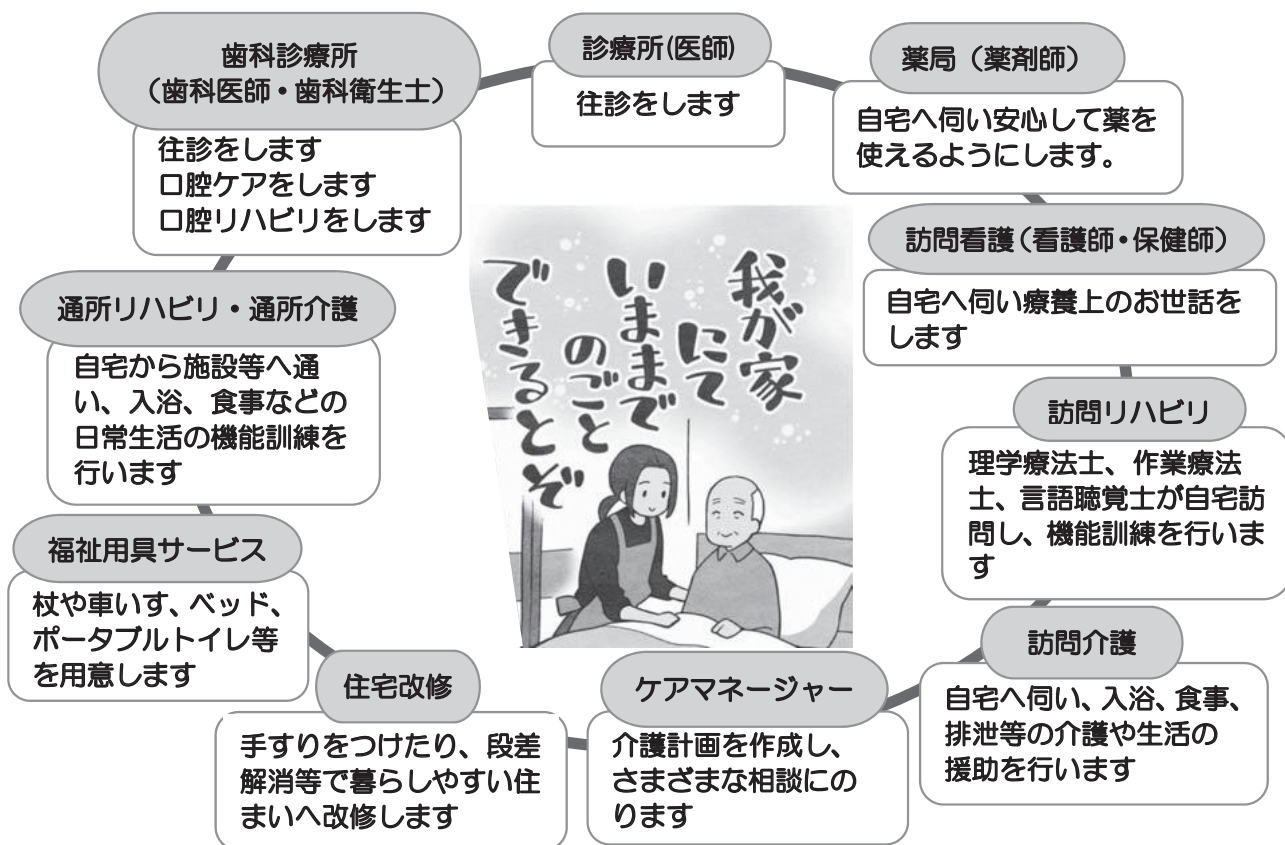 歯科診療所
(歯科医師・歯科衛生士)
往診をします
口腔ケアをします
口腔リハビリをします
診療所(医師)
往診をします
薬局（薬剤師）
自宅へ伺い安心して薬を
使えるようにします。
訪問看護(看護師・保健師)
自宅へ伺い療養上のお世話を
します
訪問リハビリ
理学療法士、作業療法
士、言語聴覚士が自宅訪
問し、機能訓練を行いま
す
訪問介護
自宅へ伺い、入浴、食事、
排泄等の介護や生活の
援助を行います
ケアマネージャー
介護計画を作成し、
さまざまな相談にの
ります
住宅改修
手すりをつけたり、段差
解消等で暮らしやすい住
まいへ改修します
福祉用具サービス
杖や車いす、ベッド、
ポータブルトイレ等
を用意します
通所リハビリ・通所介護
自宅から施設等へ通
い、入浴、食事などの
日常生活の機能訓練を
行います
我が家
にて
いままで
のごと
できるとぞ